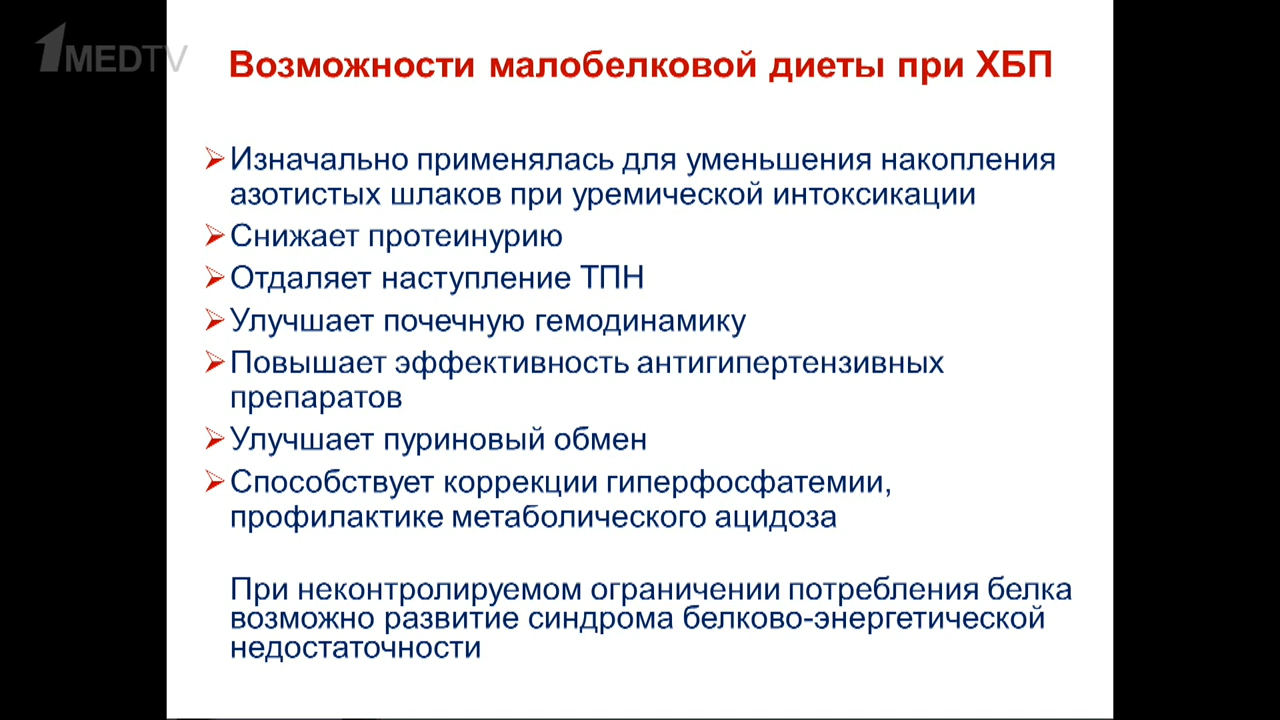 1MEDTV
Возможности малобелковой диеты при ХБП
Изначально применялась для уменьшения накопления
азотистых шлаков при уремической интоксикации
Снижает протеинурию
Отдаляет наступление ТПН
Улучшает почечную гемодинамику
Повышает эффективность антигипертензивных
препаратов
Улучшает пуриновый обмен
Способствует коррекции гиперфосфатемии,
профилактике метаболического ацидоза
При неконтролируемом ограничении потребления белка
возможно развитие синдрома белково-энергетической
недостаточности